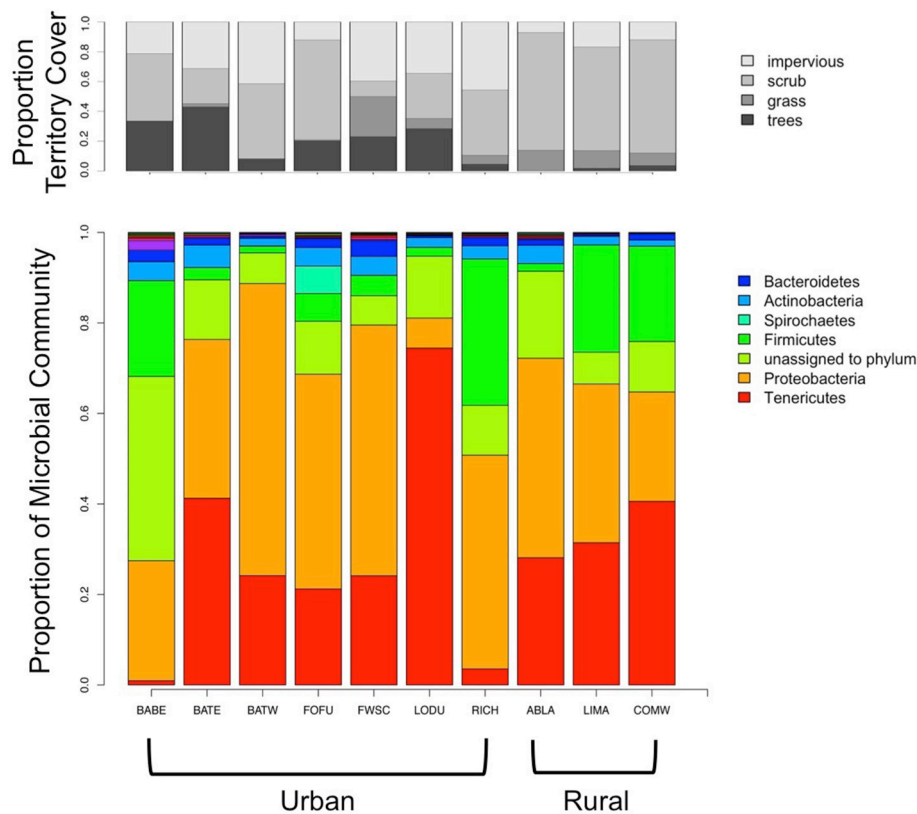 Proportion
Territory Cover
1.0
0.8
0.6
0.4
0.2
0.0
impervious
scrub
grass
trees
Proportion of Microbial Community
1.0
0.8
0.6
0.4
0.2
0.0
Bacteroidetes
Actinobacteria
Spirochaetes
Firmicutes
unassigned to phylum
Proteobacteria
Tenericutes
BABE BATE BATW FOFU FWSC LODU RICH ABLA LIMA COMW
Urban Rural